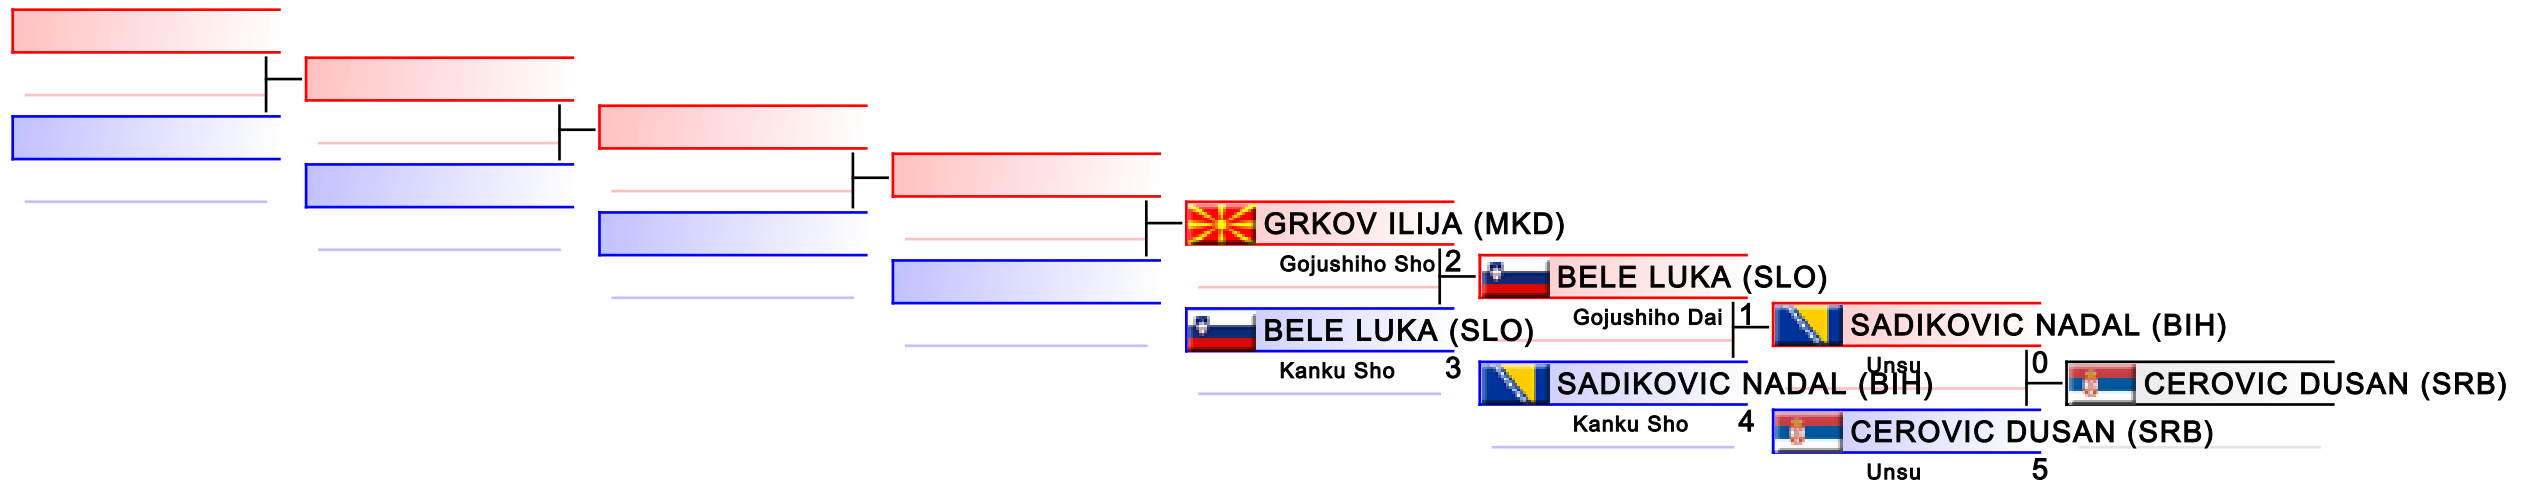 GRKOV ILIJA (MKD)
Gojushiho Sho 2
BELE LUKA (SLO)
Kanku Sho 3
BELE LUKA (SLO)
Gojushiho Dai 1
SADIKOVIC NADAL (BIH)
Kanku Sho 4
SADIKOVIC NADAL (BIH)
Unsu 0
CEROVIC DUSAN (SRB)
Unsu 5
CEROVIC DUSAN (SRB)